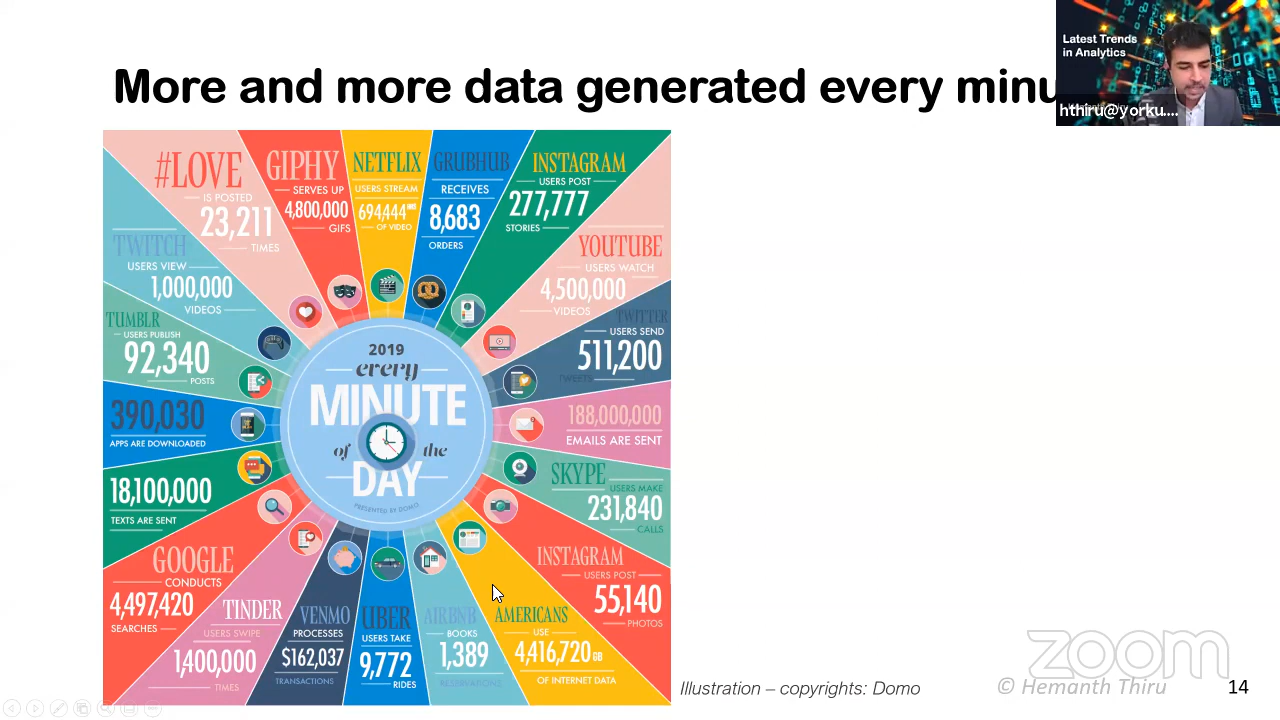 More and more data generated every minu
Latest Trends
in Analytics
hthiru@yorku....
#LOVE
IS POSTED
23,211
TIMES
GIPHY
SERVES UP
4,800,000
GIFS
NETFLIX
USERS STREAM
694,444 HRS
OF VIDEO
GRUBHUB
RECEIVES
8,683
ORDERS
INSTAGRAM
USERS POST
277,777
STORIES
YOUTUBE
USERS WATCH
4,500,000
VIDEOS
TWITTER
USERS SEND
511,200
TWEETS
188,000,000
EMAILS ARE SENT
SKYPE
USERS MAKE
231,840
CALLS
INSTAGRAM
USERS POST
55,140
PHOTOS
AMERICANS
USE
4,416,720 GB
OF INTERNET DATA
AIRBNB
BOOKS
1,389
RESERVATIONS
UBER
USERS TAKE
9,772
RIDES
VENMO
PROCESSES
$162,037
TRANSACTIONS
TINDER
USERS SWIPE
1,400,000
TIMES
GOOGLE
CONDUCTS
4,497,420
SEARCHES
18,100,000
TEXTS ARE SENT
390,030
APPS ARE DOWNLOADED
TUMBLR
USERS PUBLISH
92,340
POSTS
TWITCH
USERS VIEW
1,000,000
VIDEOS
2019
every
MINUTE
of the
DAY
PRESENTED BY DOMO
Illustration – copyrights: Domo
zoom
© Hemanth Thiru
14